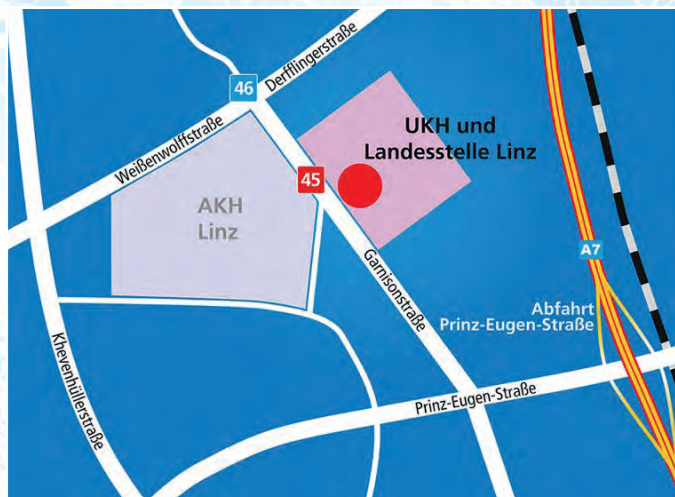 46
Derfflingerstraße
Weißenwolffstraße
UKH und
Landesstelle Linz
45
AKH
Linz
Garnisonstraße
A7
Abfahrt
Prinz-Eugen-Straße
Khevenhüllerstraße
Prinz-Eugen-Straße